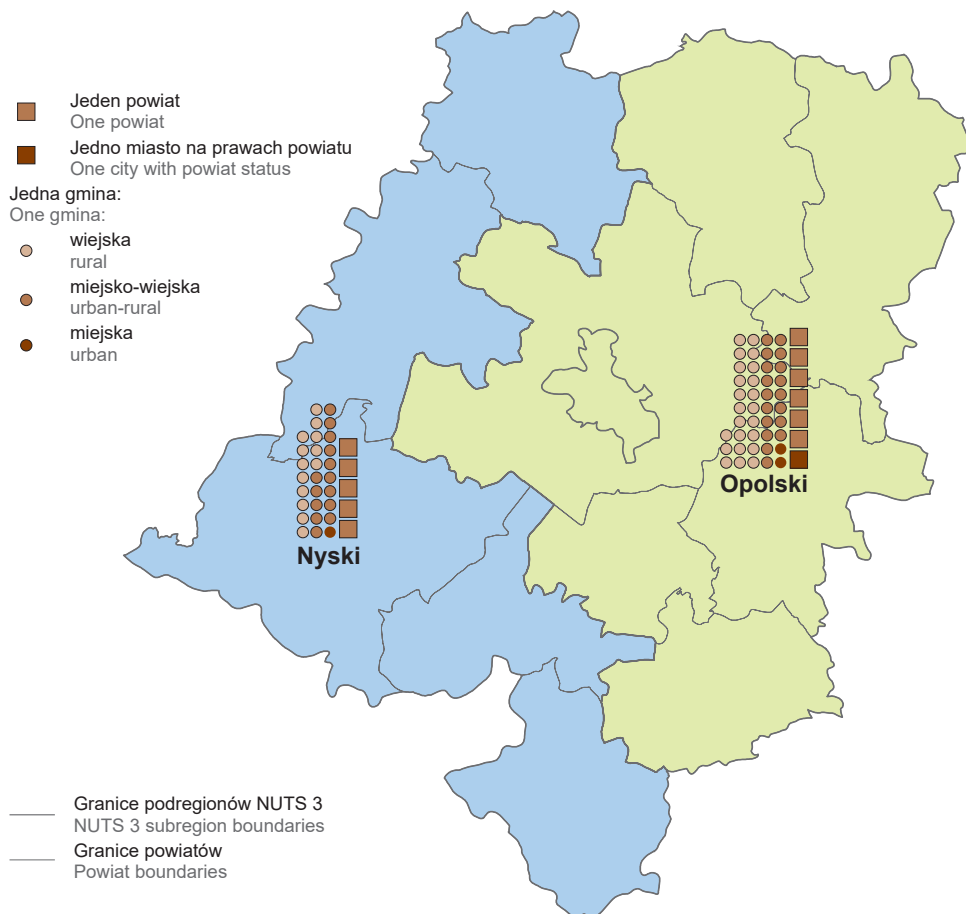 Jeden powiat
One powiat
Jedno miasto na prawach powiatu
One city with powiat status
Jedna gmina:
One gmina:
wiejska
rural
miejsko-wiejska
urban-rural
miejska
urban
Opolski
Nyski
Granice podregionów NUTS 3
NUTS 3 subregion boundaries
Granice powiatów
Powiat boundaries